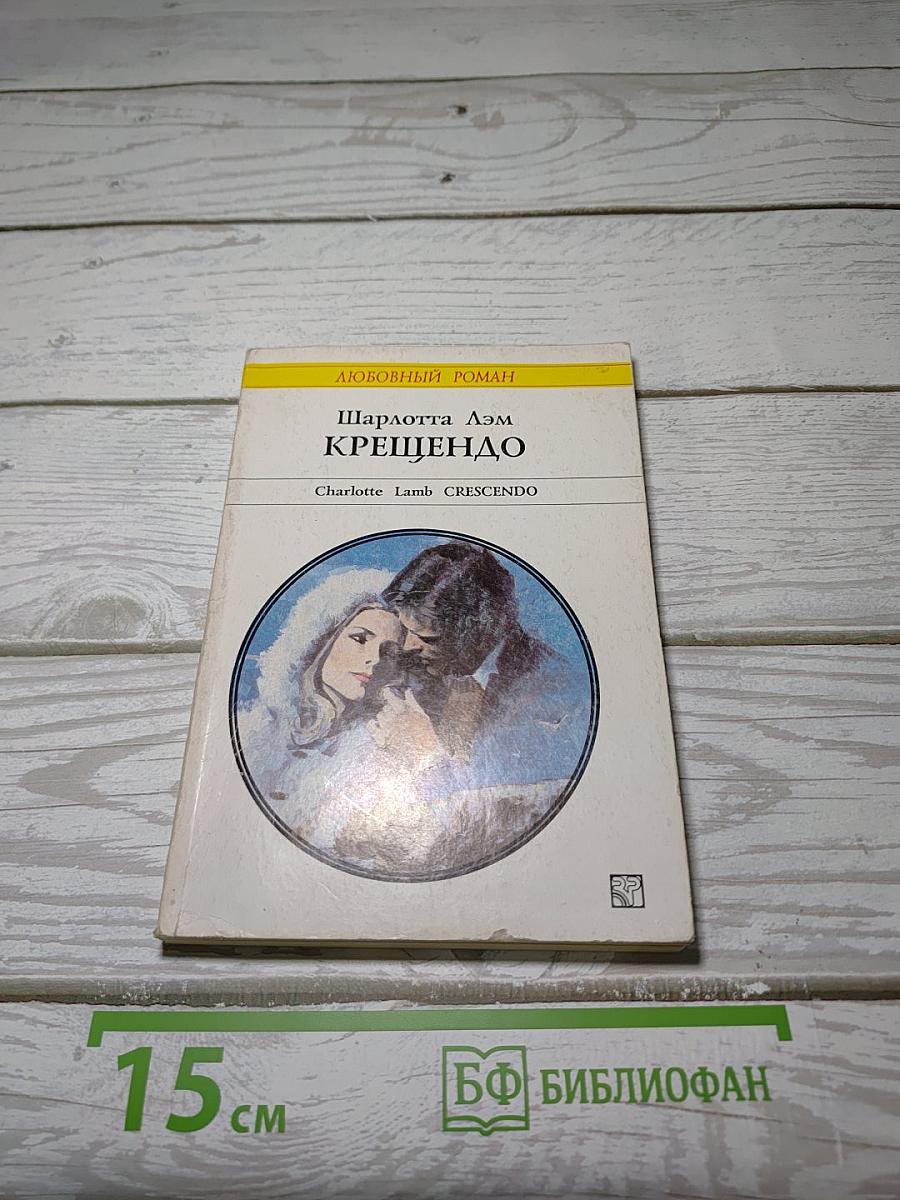 ЛЮБОВНЫЙ РОМАН
Шарлотта Лэм
КРЕЩЕНДО
Charlotte Lamb CRESCENDO
15 см
БФ БИБЛИОФАН